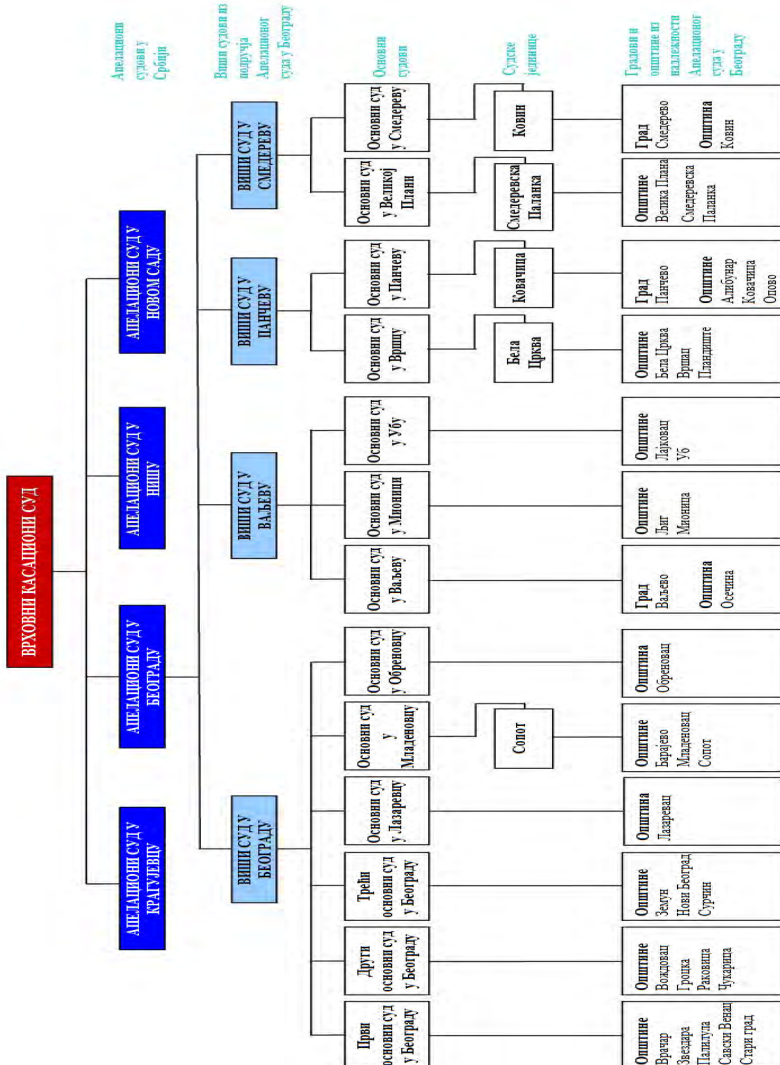 ВРХОВНИ КАСАЦИОНИ СУД
Апелациони
судови у
Србији
АПЕЛАЦИОНИ СУД У
КРАГУЈЕВЦУ
АПЕЛАЦИОНИ СУД У
БЕОГРАДУ
АПЕЛАЦИОНИ СУД У
НИШУ
АПЕЛАЦИОНИ СУД У
НОВОМ САДУ
Виши судови из
подручја
Апелационог
суда у Београду
ВИШИ СУД У
БЕОГРАДУ
ВИШИ СУД У
ВАЉЕВУ
ВИШИ СУД У
ПАНЧЕВУ
ВИШИ СУД У
СМЕДЕРЕВУ
Основни
судови
Први
основни суд
у Београду
Други
основни суд
у Београду
Трећи
основни суд
у Београду
Основни суд
у Лазаревцу
Основни суд
у
Младеновцу
Основни суд
у Обреновцу
Основни суд
у Ваљеву
Основни суд
у Мионици
Основни суд
у Убу
Основни суд
у Вршцу
Основни суд
у Панчеву
Основни суд
у Великој
Плани
Основни суд
у Смедереву
Судске
јединице
Сопот
Бела
Црква
Ковачица
Смедеревска
Паланка
Ковин
Градови и
општине из
надлежности
Апелационог
суда у
Београду
Општине
Врачар
Звездара
Палилула
Савски Венац
Стари град
Општине
Вождовац
Гроцка
Раковица
Чукарица
Општине
Земун
Нови Београд
Сурчин
Општина
Лазаревац
Општине
Барајево
Младеновац
Сопот
Општина
Обреновац
Град
Ваљево
Општина
Осечина
Општине
Љиг
Мионица
Општине
Лајковац
Уб
Општине
Бела Црква
Вршац
Пландиште
Град
Панчево
Општине
Алибунар
Ковачица
Опово
Општине
Велика Плана
Смедеревска
Паланка
Град
Смедерево
Општина
Ковин